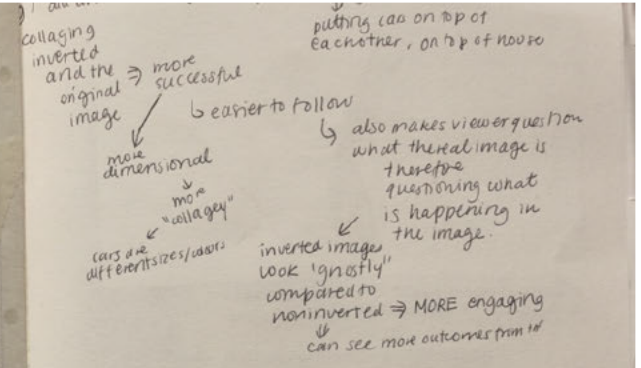 collaging
inverted
and the
original
image
⇒ more
successful
putting cars on top of
eachother, on top of house
↳ easier to follow
↳ also makes viewer question
what the real image is
therefore
questioning what
is happening in
the image.
more
dimensional
more
"collagey"
cars are
different sizes/colours
inverted images
look 'ghostly"
compared to
noninverted ⇒ MORE engaging
can see more outcomes from